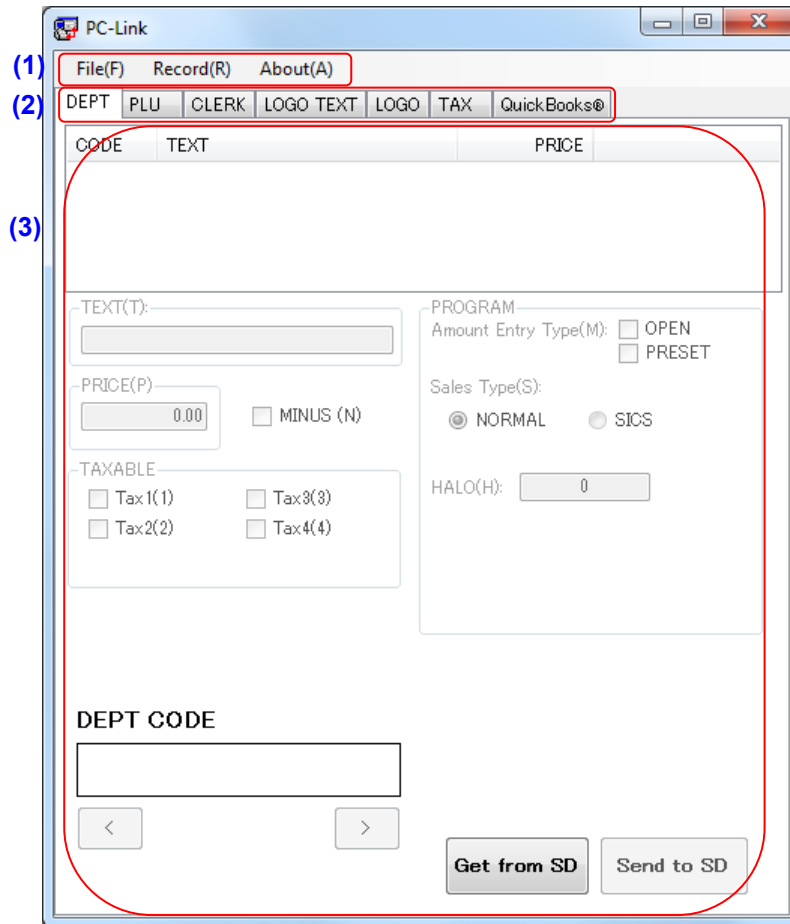 PC-Link
(1) File(F) Record(R) About(A)
(2) DEPT PLU CLERK LOGO TEXT LOGO TAX QuickBooks®
CODE TEXT PRICE
(3)
TEXT(T):
PROGRAM
Amount Entry Type(M): OPEN
PRESET
PRICE(P)
0.00 MINUS (N)
Sales Type(S):
NORMAL SICS
TAXABLE
Tax1(1) Tax3(3)
Tax2(2) Tax4(4)
HALO(H): 0
DEPT CODE
< >
Get from SD Send to SD